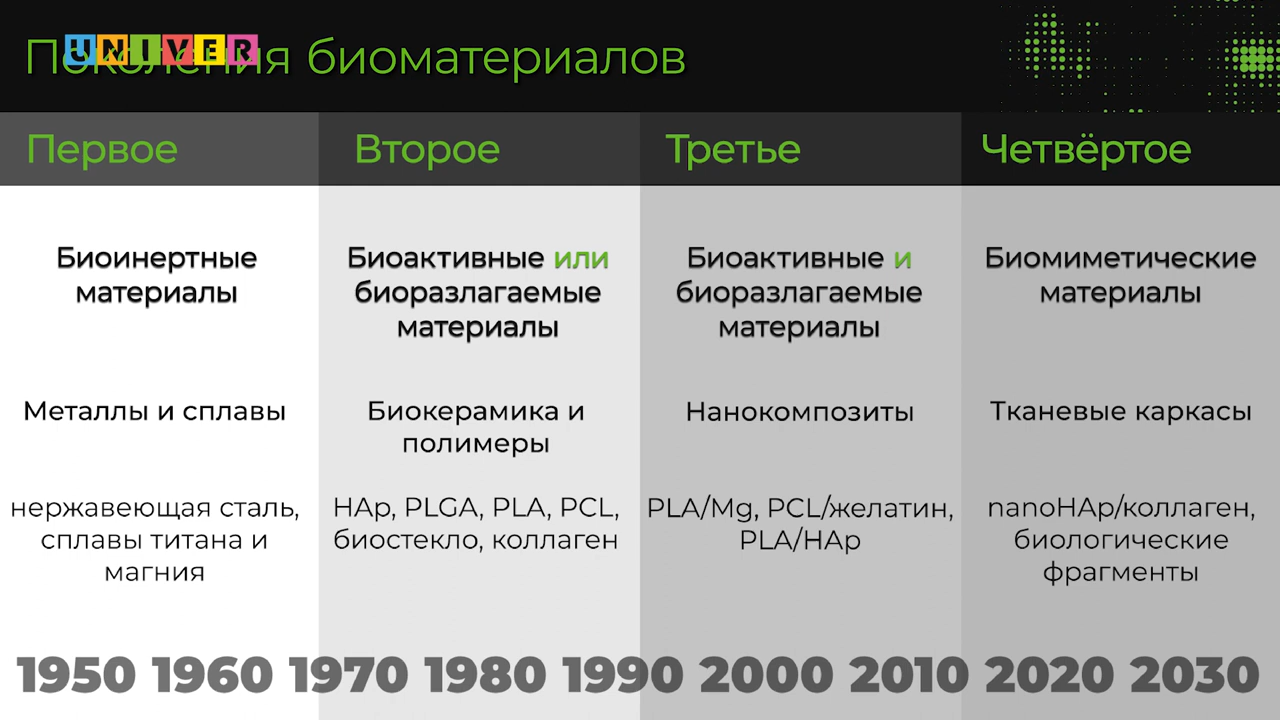 UNIVER
Поколения биоматериалов
Первое
Второе
Третье
Четвёртое
Биоинертные
материалы
Биоактивные или
биоразлагаемые
материалы
Биоактивные и
биоразлагаемые
материалы
Биомиметические
материалы
Металлы и сплавы
Биокерамика и
полимеры
Нанокомпозиты
Тканевые каркасы
нержавеющая сталь,
сплавы титана и
магния
HAp, PLGA, PLA, PCL,
биостекло, коллаген
PLA/Mg, PCL/желатин,
PLA/HAp
nanoHAp/коллаген,
биологические
фрагменты
1950 1960 1970 1980 1990 2000 2010 2020 2030